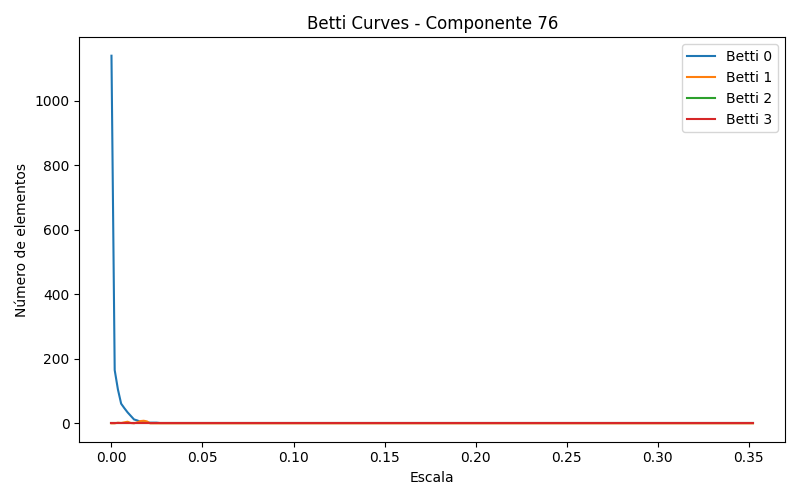 Betti Curves - Componente 76
Betti 0
Betti 1
Betti 2
Betti 3
Número de elementos
1000
800
600
400
200
0
0.00 0.05 0.10 0.15 0.20 0.25 0.30 0.35
Escala